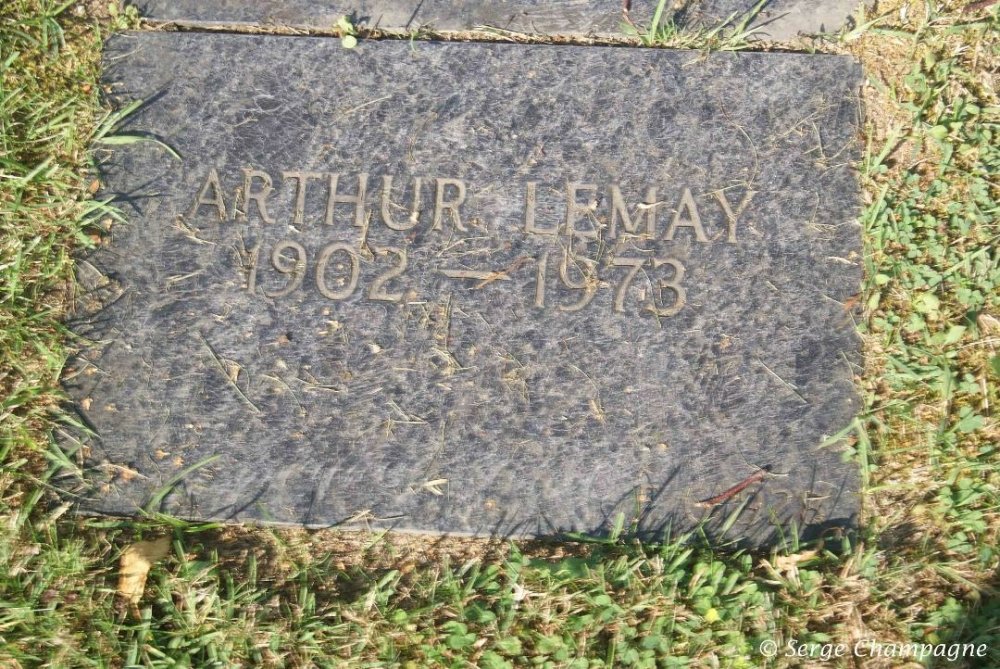 ARTHUR LEMAY
1902 — 1973
© Serge Champagne